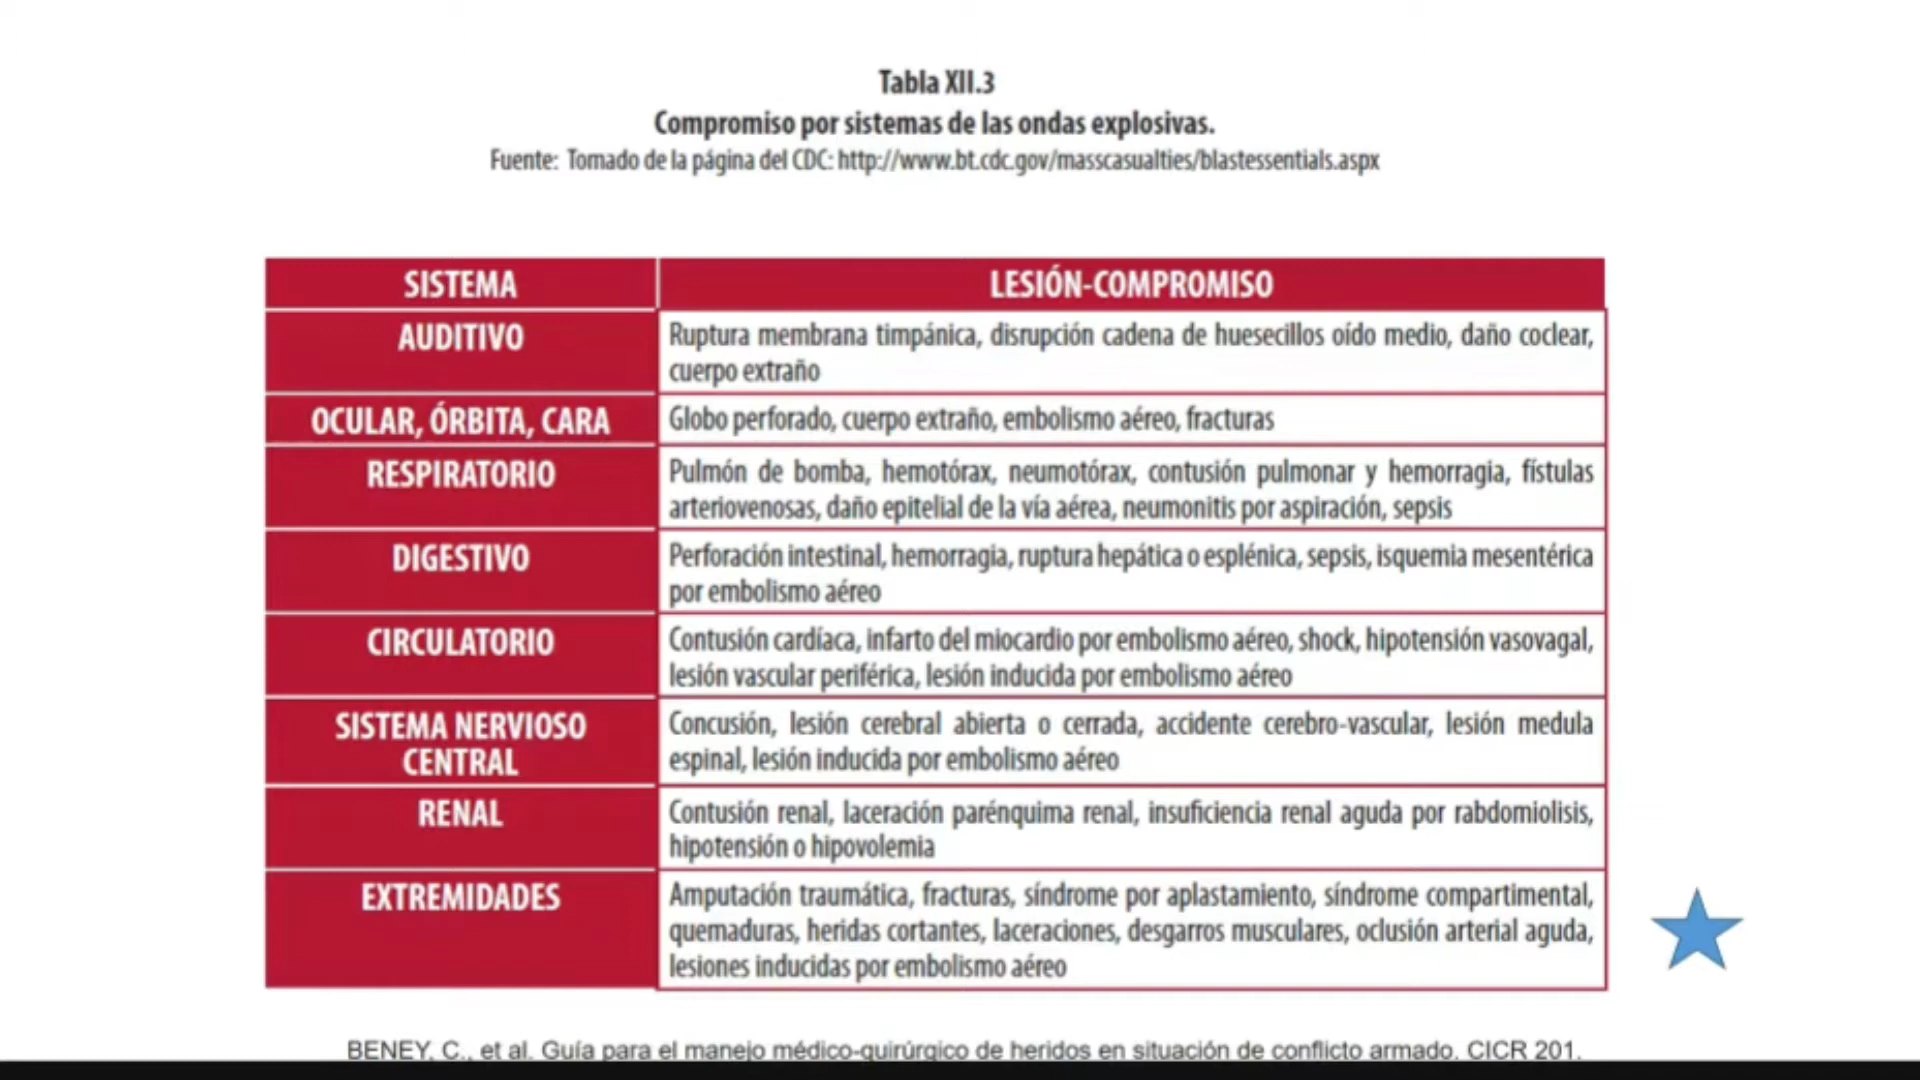 Tabla XII.3
Compromiso por sistemas de las ondas explosivas.
Fuente: Tomado de la página del CDC: http://www.bt.cdc.gov/masscasualties/blastessentials.aspx
SISTEMA
LESIÓN-COMPROMISO
AUDITIVO
Ruptura membrana timpánica, disrupción cadena de huesecillos oído medio, daño coclear,
cuerpo extraño
OCULAR, ÓRBITA, CARA
Globo perforado, cuerpo extraño, embolismo aéreo, fracturas
RESPIRATORIO
Pulmón de bomba, hemotórax, neumotórax, contusión pulmonar y hemorragia, fístulas
arteriovenosas, daño epitelial de la vía aérea, neumonitis por aspiración, sepsis
DIGESTIVO
Perforación intestinal, hemorragia, ruptura hepática o esplénica, sepsis, isquemia mesentérica
por embolismo aéreo
CIRCULATORIO
Contusión cardíaca, infarto del miocardio por embolismo aéreo, shock, hipotensión vasovagal,
lesión vascular periférica, lesión inducida por embolismo aéreo
SISTEMA NERVIOSO
CENTRAL
Concusión, lesión cerebral abierta o cerrada, accidente cerebro-vascular, lesión medula
espinal, lesión inducida por embolismo aéreo
RENAL
Contusión renal, laceración parénquima renal, insuficiencia renal aguda por rabdomiolisis,
hipotensión o hipovolemia
EXTREMIDADES
Amputación traumática, fracturas, síndrome por aplastamiento, síndrome compartimental,
quemaduras, heridas cortantes, laceraciones, desgarros musculares, oclusión arterial aguda,
lesiones inducidas por embolismo aéreo
BENEY, C., et al. Guía para el manejo médico-quirúrgico de heridos en situación de conflicto armado. CICR 201.